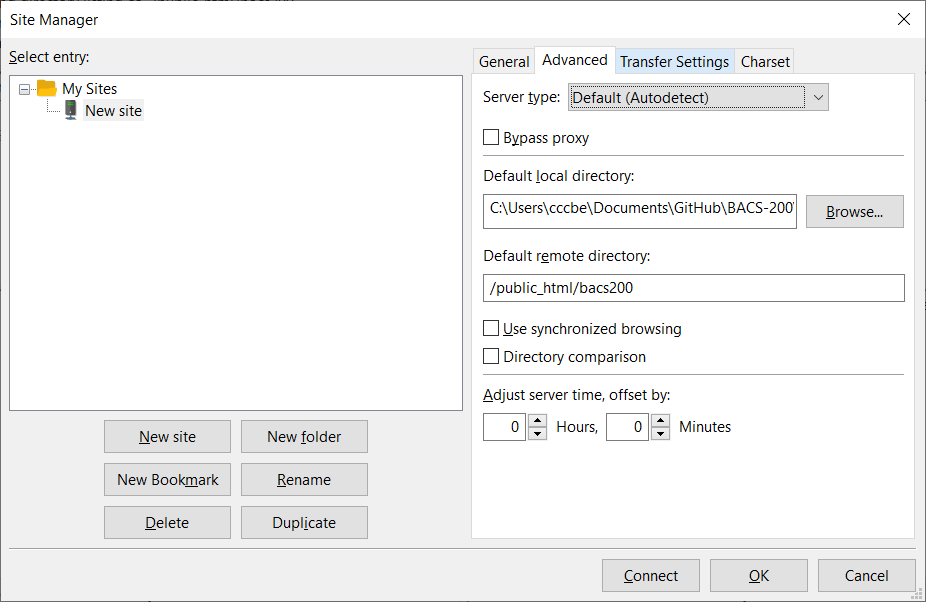 Site Manager
Select entry:
My Sites
New site
New site
New folder
New Bookmark
Rename
Delete
Duplicate
General
Advanced
Transfer Settings
Charset
Server type:
Default (Autodetect)
Bypass proxy
Default local directory:
C:\Users\cccbe\Documents\GitHub\BACS-200
Browse...
Default remote directory:
/public_html/bacs200
Use synchronized browsing
Directory comparison
Adjust server time, offset by:
0 Hours, 0 Minutes
Connect
OK
Cancel